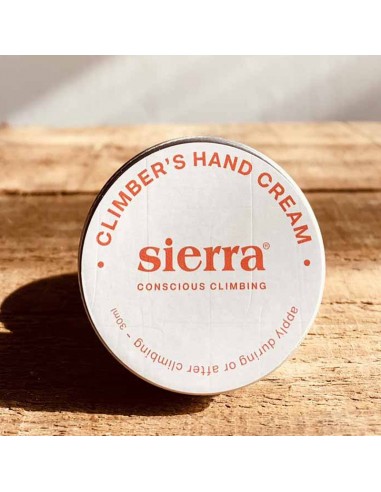 • CLIMBER'S HAND CREAM •
sierra®
CONSCIOUS CLIMBING
apply during or after climbing - 30ml